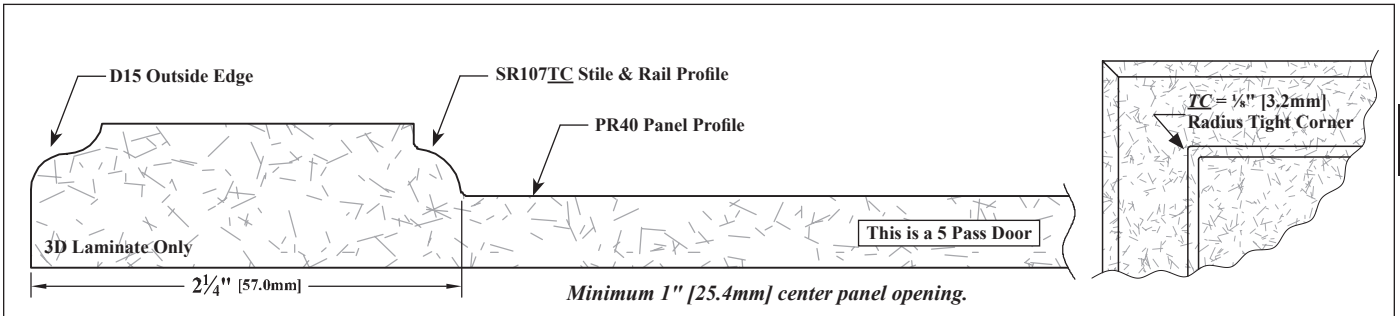 D15 Outside Edge
SR107TC Stile & Rail Profile
PR40 Panel Profile
TC = ⅛" [3.2mm]
Radius Tight Corner
3D Laminate Only
This is a 5 Pass Door
2¼" [57.0mm]
Minimum 1" [25.4mm] center panel opening.